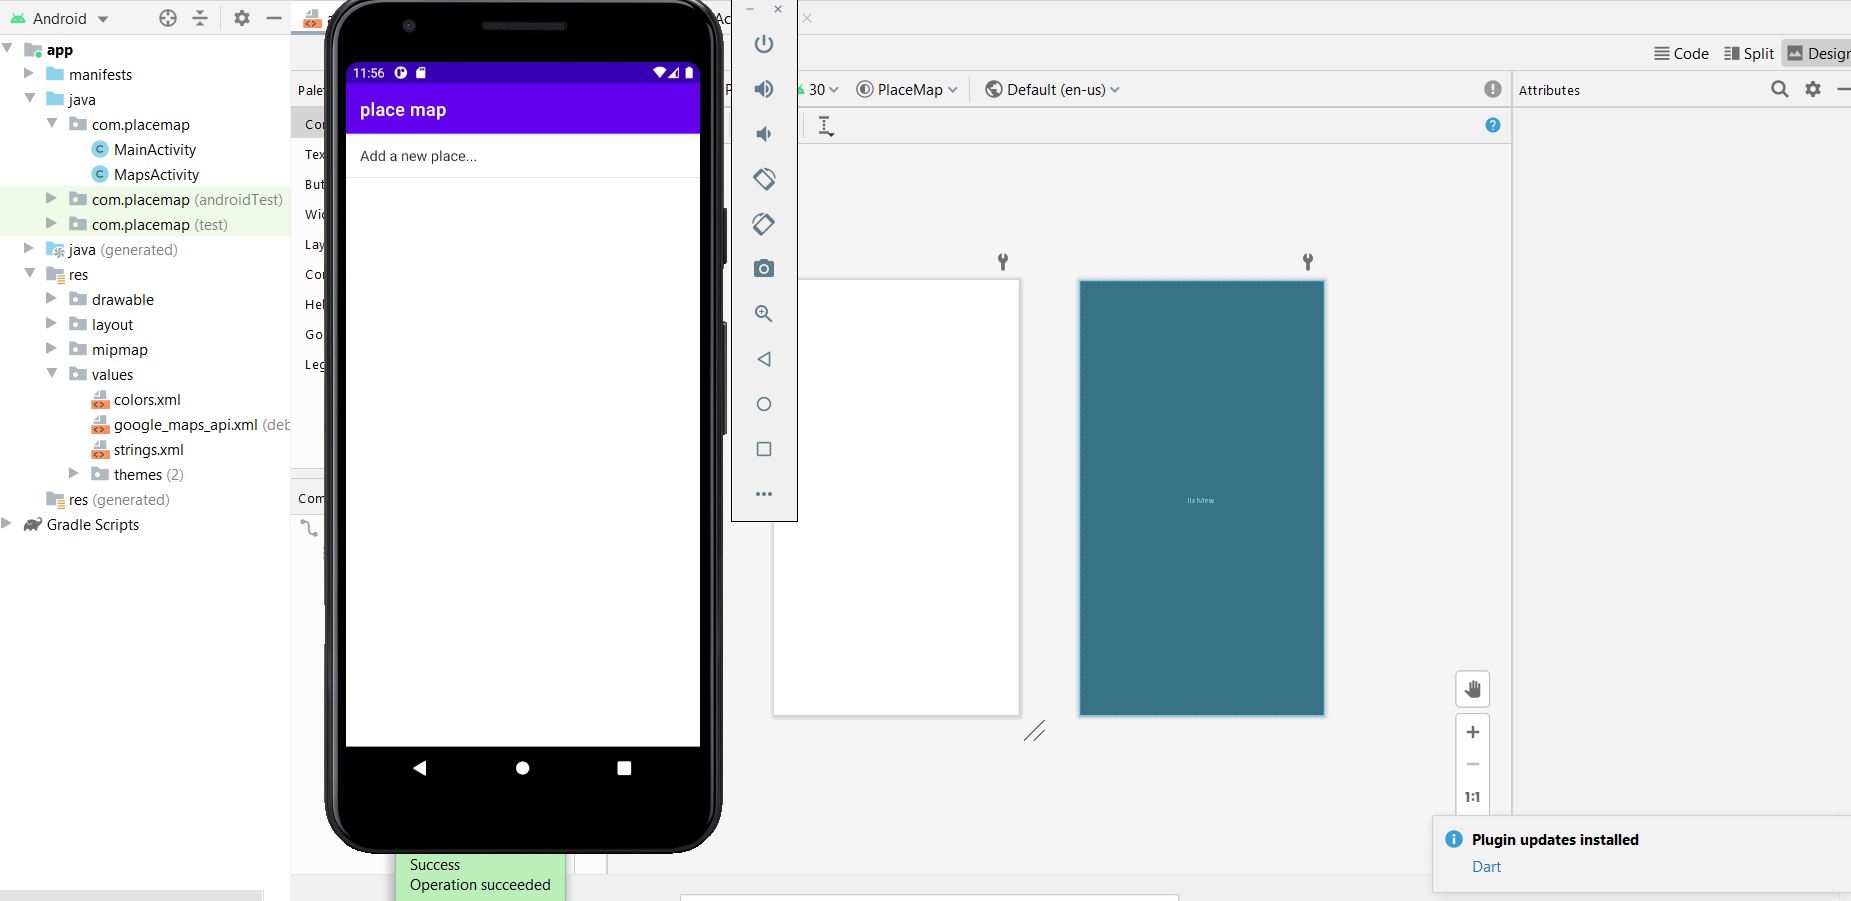 Android
app
manifests
java
com.placemap
MainActivity
MapsActivity
com.placemap (androidTest)
com.placemap (test)
java (generated)
res
drawable
layout
mipmap
values
colors.xml
google_maps_api.xml (deb
strings.xml
themes (2)
res (generated)
Gradle Scripts
Pale
Co
Tex
But
Wid
Lay
Co
Hel
Go
Leg
Com
11:56
place map
Add a new place...
Success
Operation succeeded
Ac
Code
Split
Design
P
30
PlaceMap
Default (en-us)
Attributes
ListView
1:1
Plugin updates installed
Dart